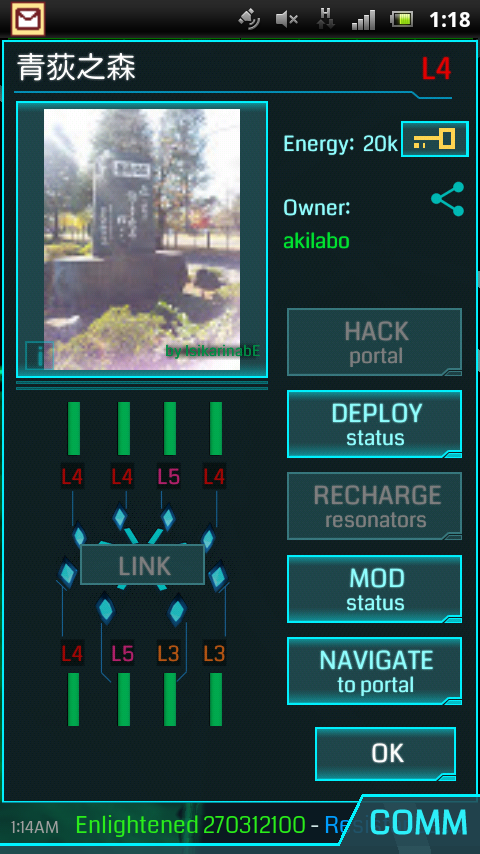 1:18
青荻之森
L4
Energy: 20k
Owner:
akilabo
by isikarinabE
HACK
portal
DEPLOY
status
L4 L4 L5 L4
RECHARGE
resonators
LINK
MOD
status
L4 L5 L3 L3
NAVIGATE
to portal
OK
1:14AM Enlightened 270312100 -
COMM